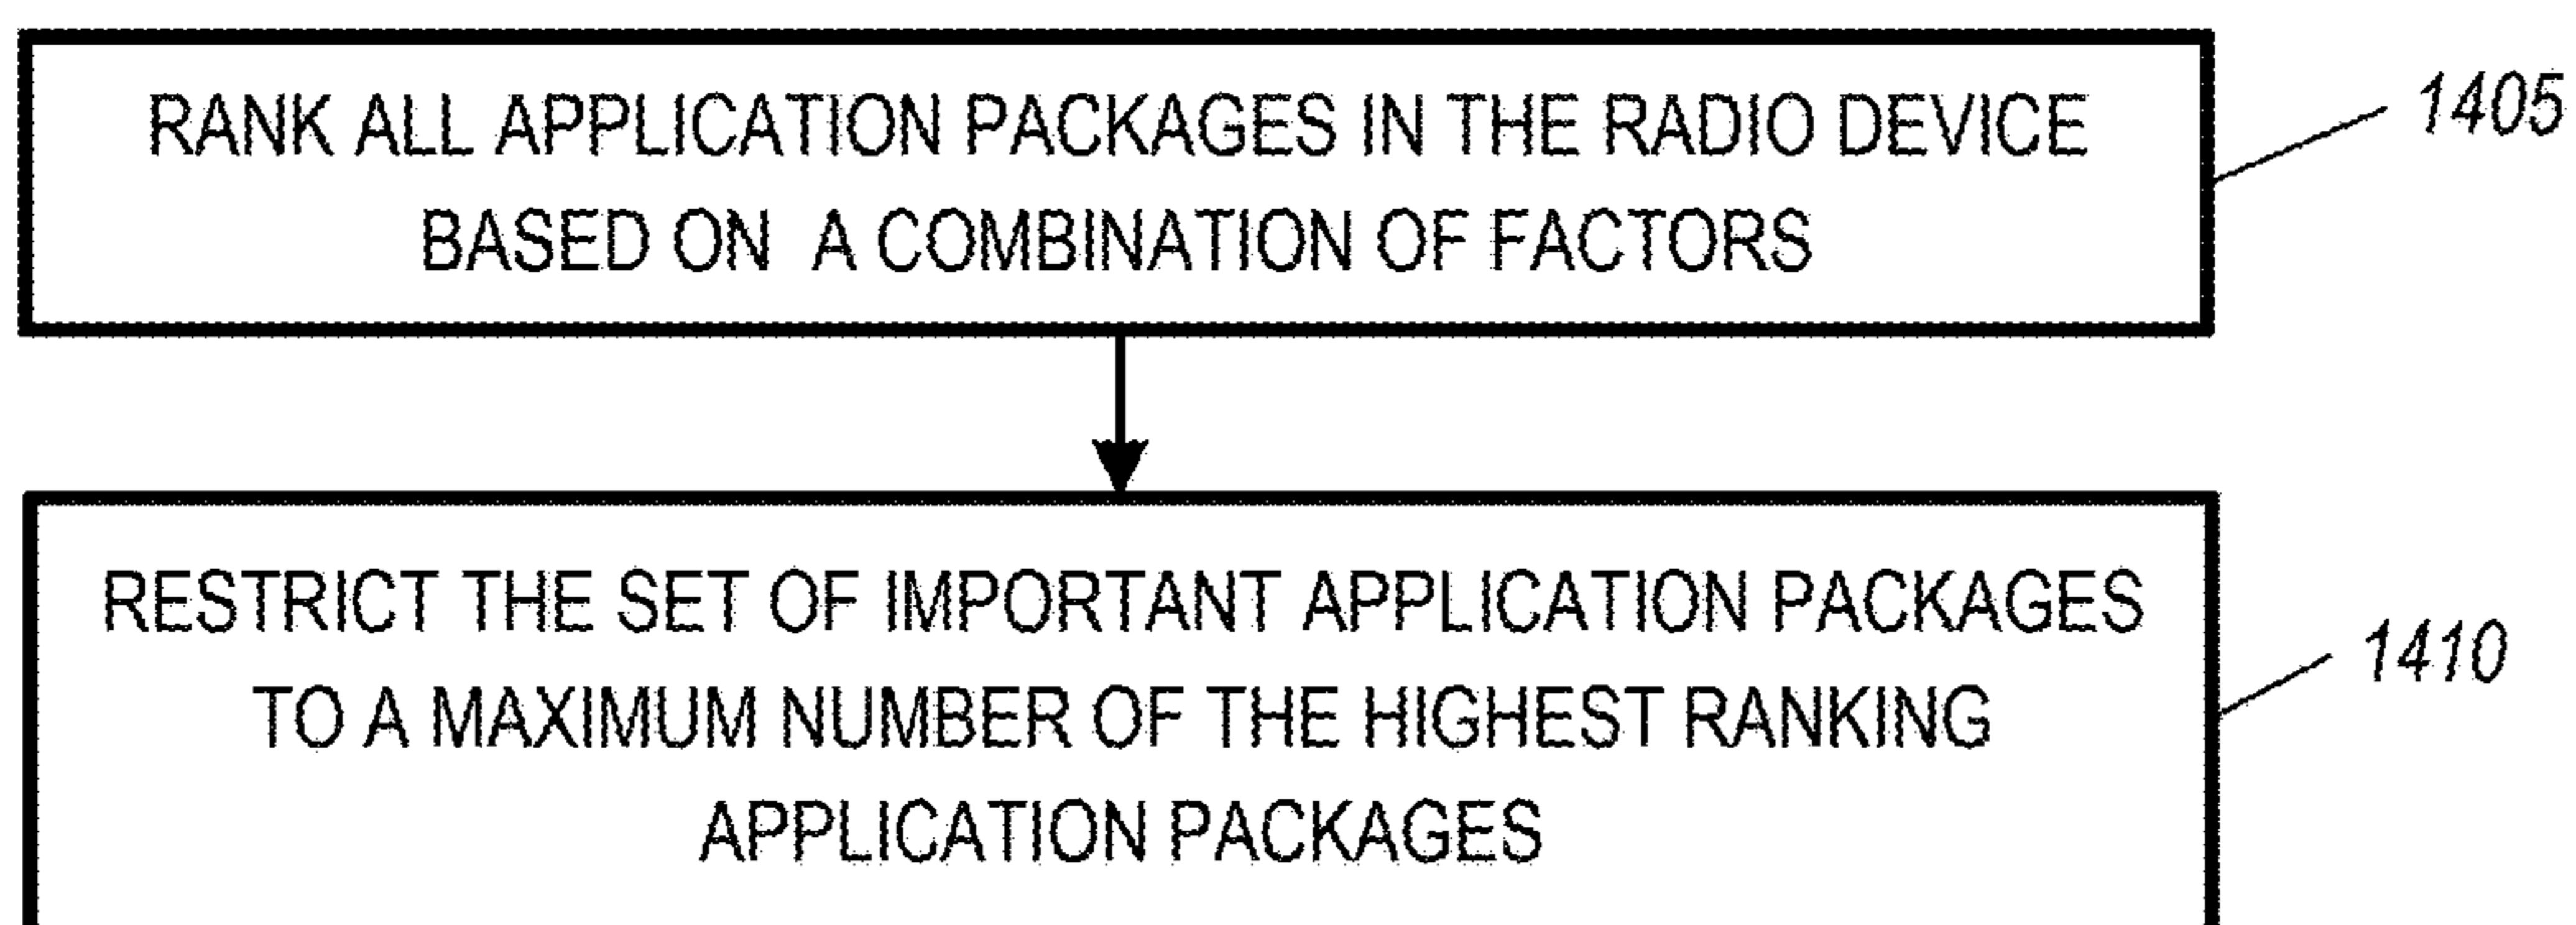 RANK ALL APPLICATION PACKAGES IN THE RADIO DEVICE
BASED ON A COMBINATION OF FACTORS
1405
RESTRICT THE SET OF IMPORTANT APPLICATION PACKAGES
TO A MAXIMUM NUMBER OF THE HIGHEST RANKING
APPLICATION PACKAGES
1410